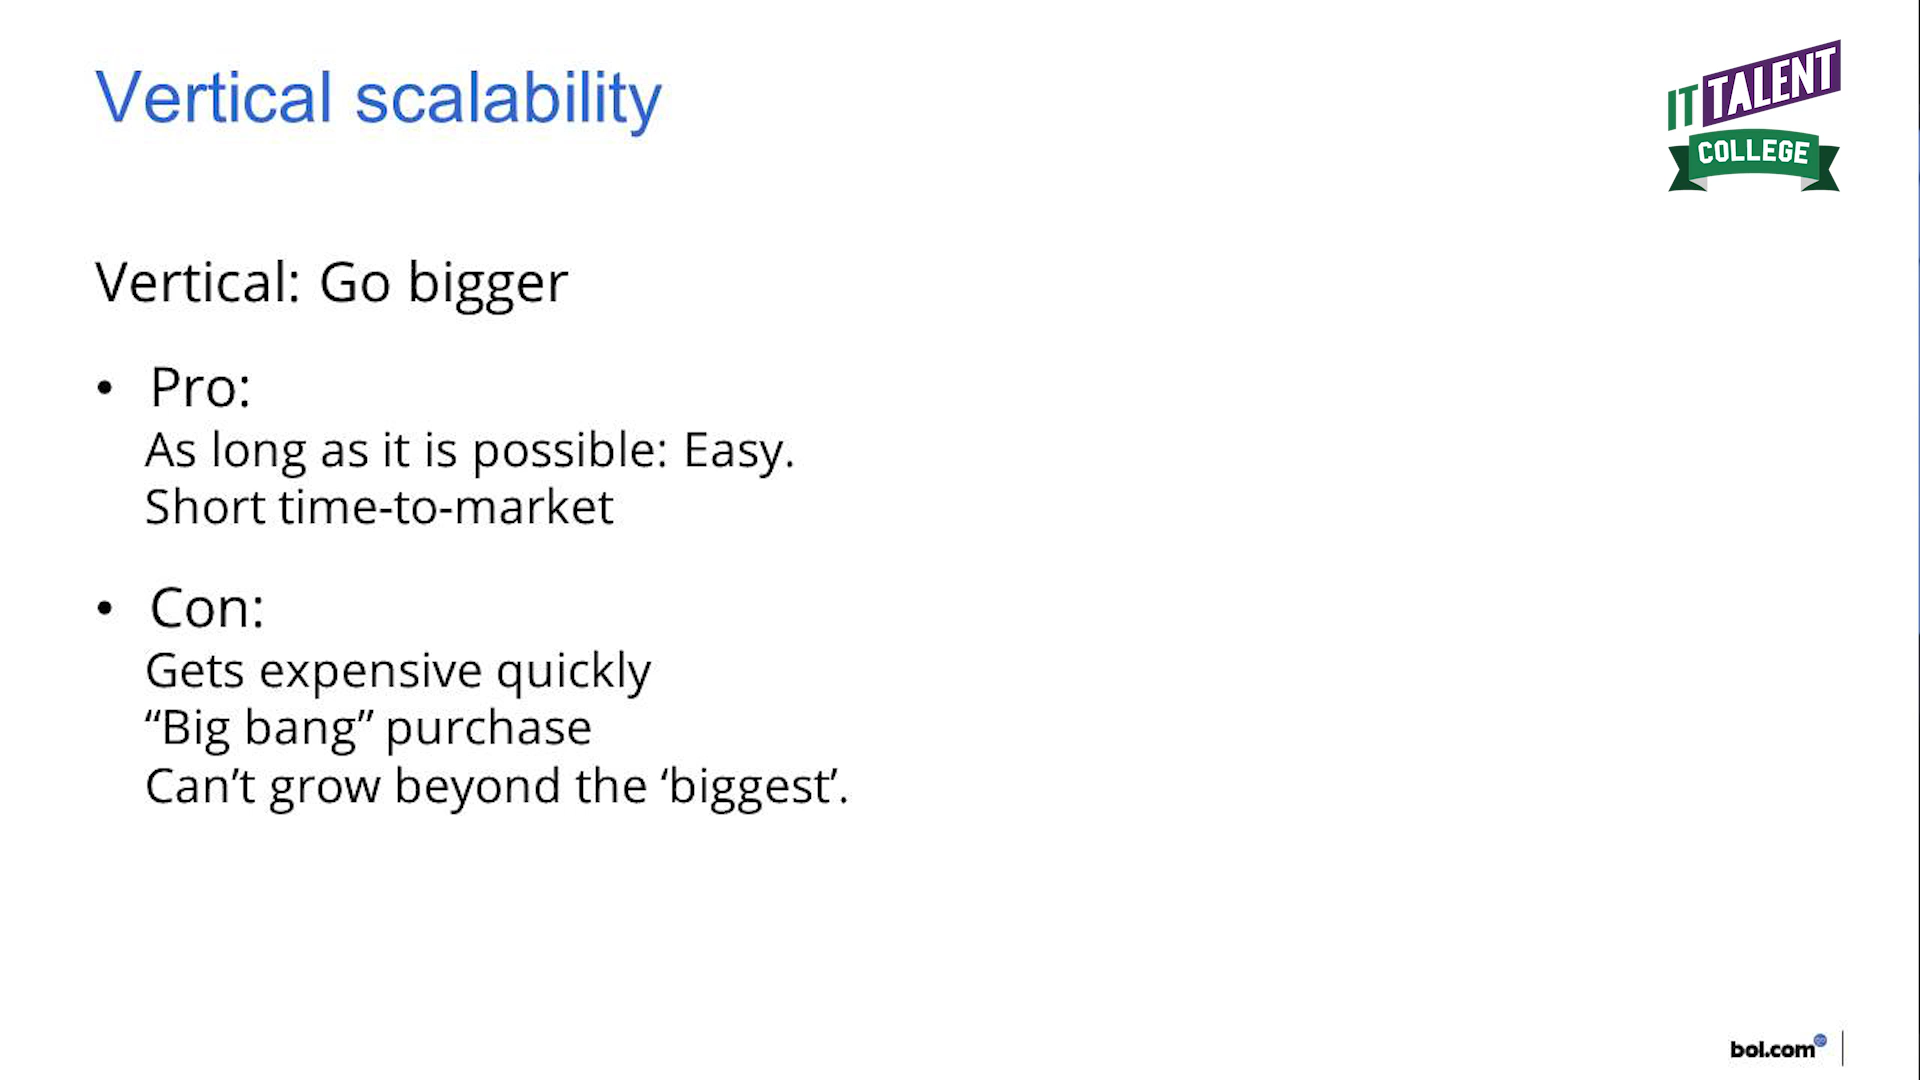 Vertical scalability
IT TALENT
COLLEGE
Vertical: Go bigger
• Pro:
As long as it is possible: Easy.
Short time-to-market
• Con:
Gets expensive quickly
“Big bang” purchase
Can’t grow beyond the ‘biggest’.
bol.com